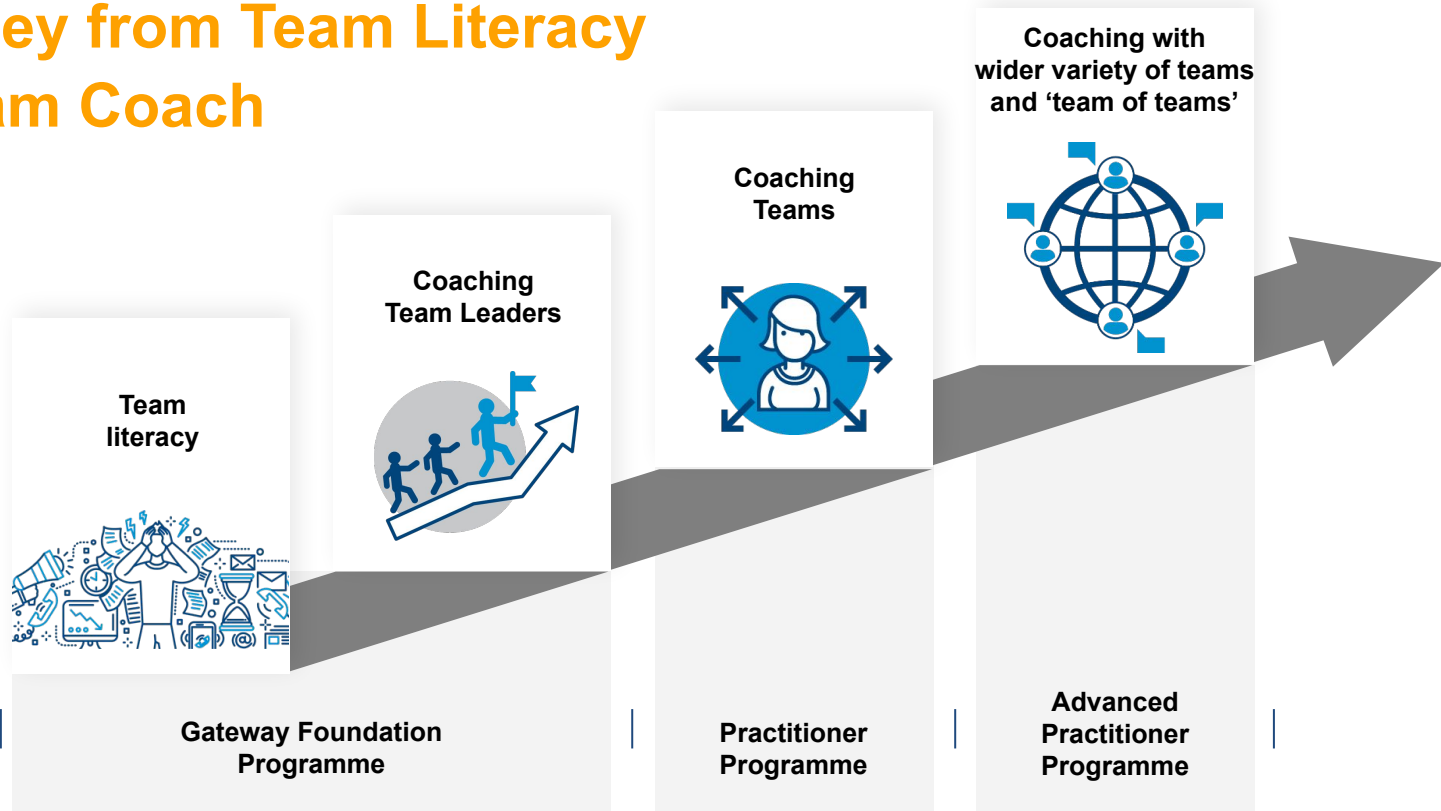 ey from Team Literacy
am Coach
Coaching with
wider variety of teams
and ‘team of teams’
Coaching
Teams
Coaching
Team Leaders
Team
literacy
@
Gateway Foundation
Programme
Practitioner
Programme
Advanced
Practitioner
Programme